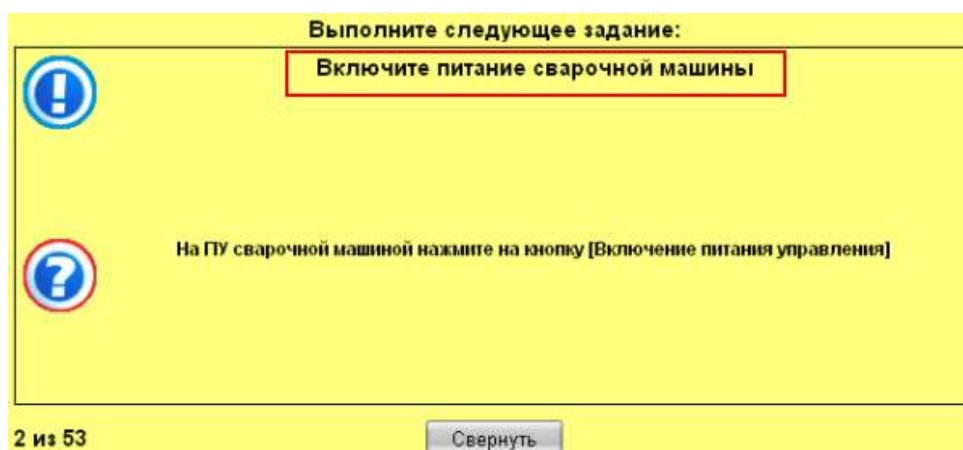 Выполните следующее задание:
Включите питание сварочной машины
На ПУ сварочной машиной нажмите на кнопку [Включение питания управления]
2 из 53
Свернуть